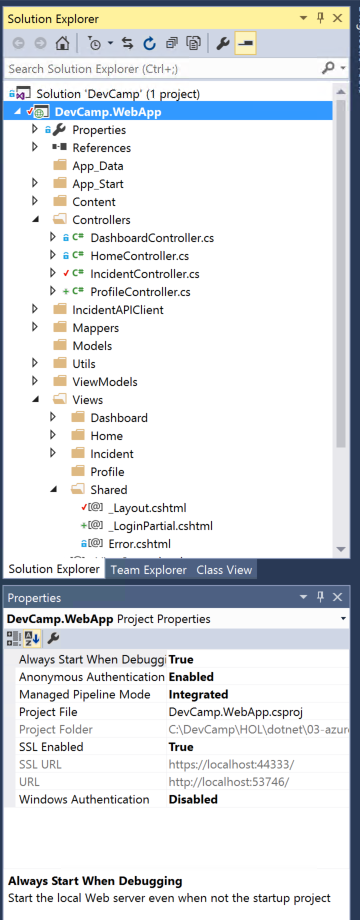 Solution Explorer
Search Solution Explorer (Ctrl+;)
Solution 'DevCamp' (1 project)
DevCamp.WebApp
Properties
References
App_Data
App_Start
Content
Controllers
C# DashboardController.cs
C# HomeController.cs
C# IncidentController.cs
C# ProfileController.cs
IncidentAPIClient
Mappers
Models
Utils
ViewModels
Views
Dashboard
Home
Incident
Profile
Shared
[@] _Layout.cshtml
[@] _LoginPartial.cshtml
[@] Error.cshtml
Solution Explorer Team Explorer Class View
Properties
DevCamp.WebApp Project Properties
Always Start When Debuggi True
Anonymous Authentication Enabled
Managed Pipeline Mode Integrated
Project File DevCamp.WebApp.csproj
Project Folder C:\DevCamp\HOL\dotnet\03-azur
SSL Enabled True
SSL URL https://localhost:44333/
URL http://localhost:53746/
Windows Authentication Disabled
Always Start When Debugging
Start the local Web server even when not the startup project